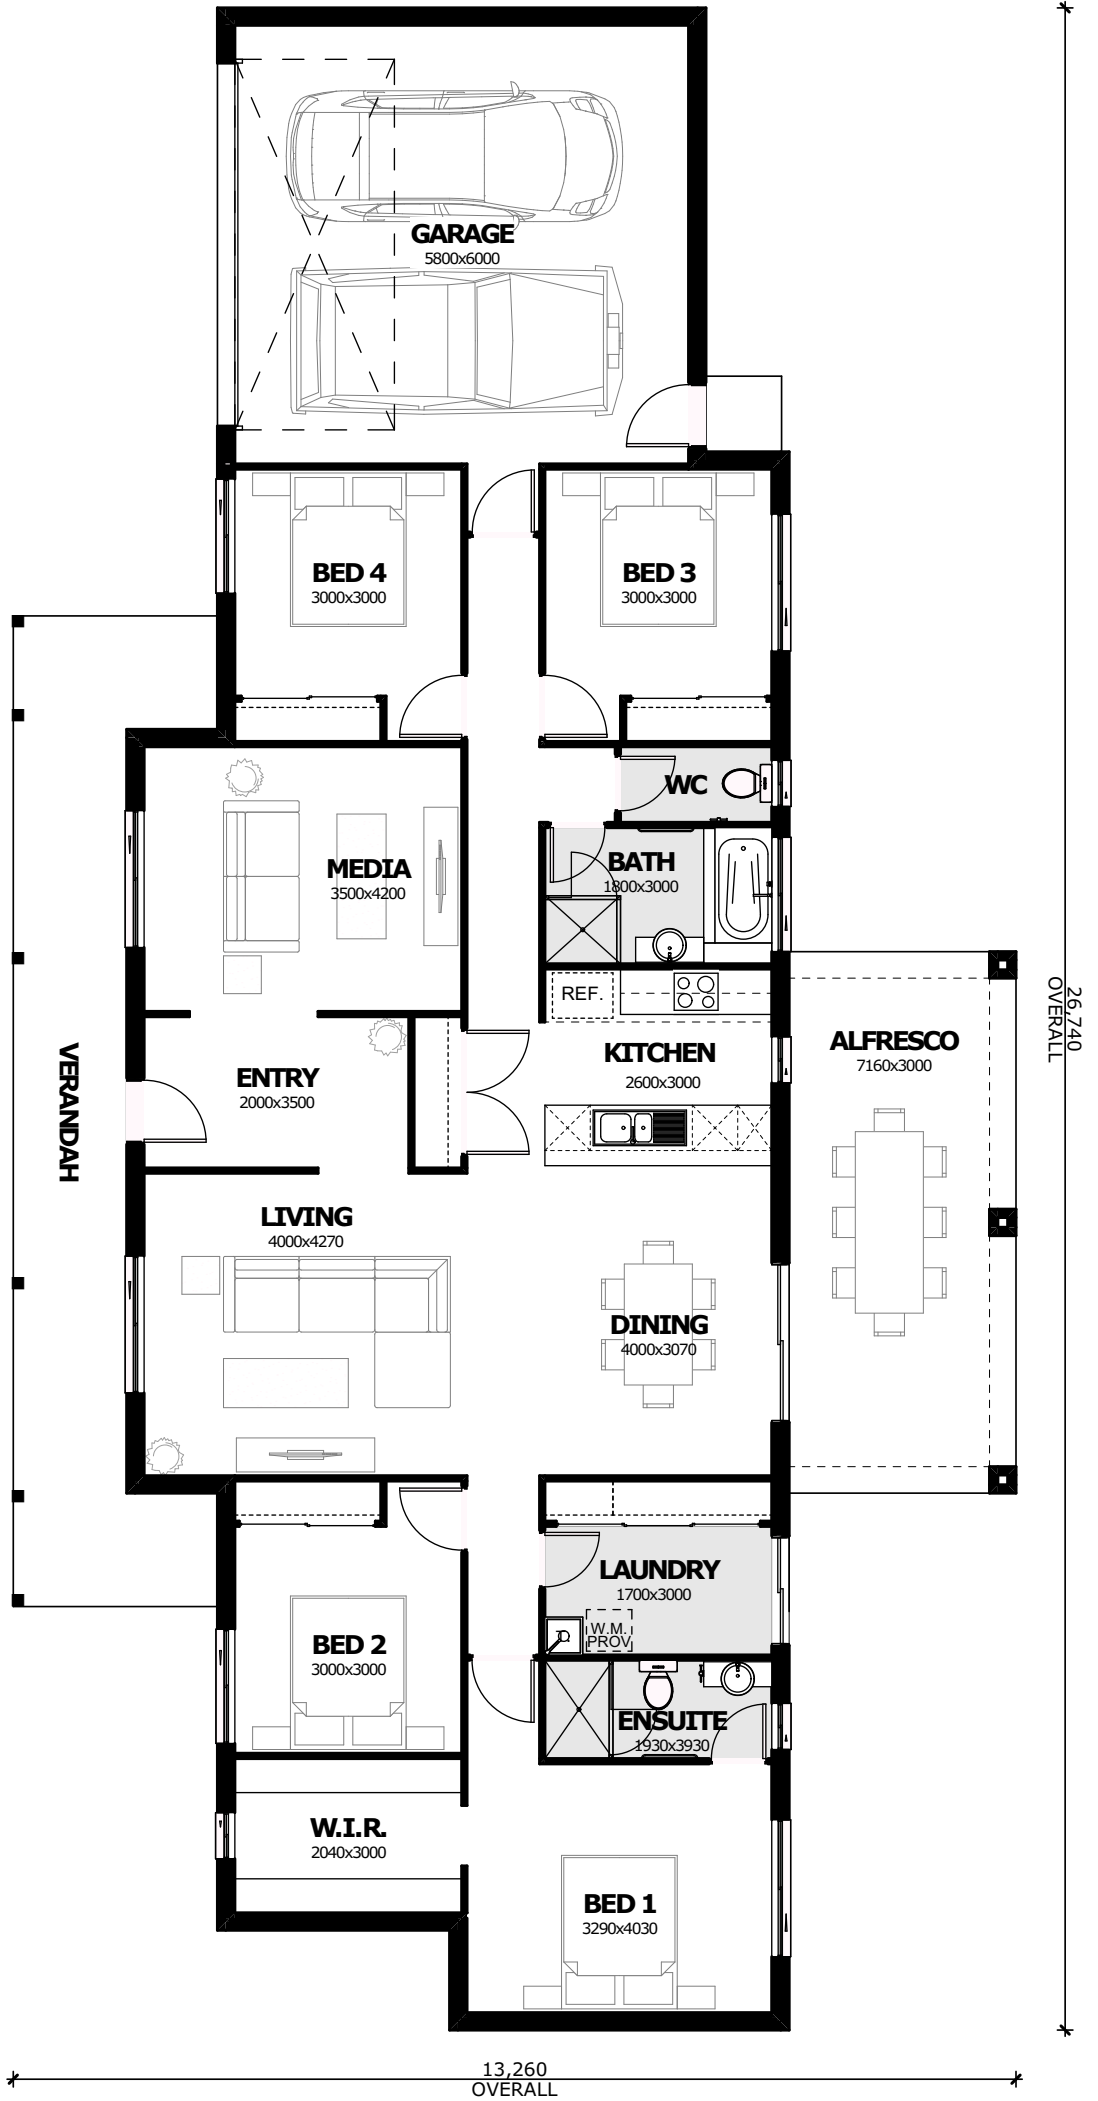 GARAGE
5800x6000
BED 4
3000x3000
BED 3
3000x3000
WC
MEDIA
3500x4200
BATH
1800x3000
REF.
KITCHEN
2600x3000
ALFRESCO
7160x3000
26,740
OVERALL
VERANDAH
ENTRY
2000x3500
LIVING
4000x4270
DINING
4000x3070
LAUNDRY
1700x3000
W.M.
PROV
BED 2
3000x3000
ENSUITE
1930x3930
W.I.R.
2040x3000
BED 1
3290x4030
13,260
OVERALL